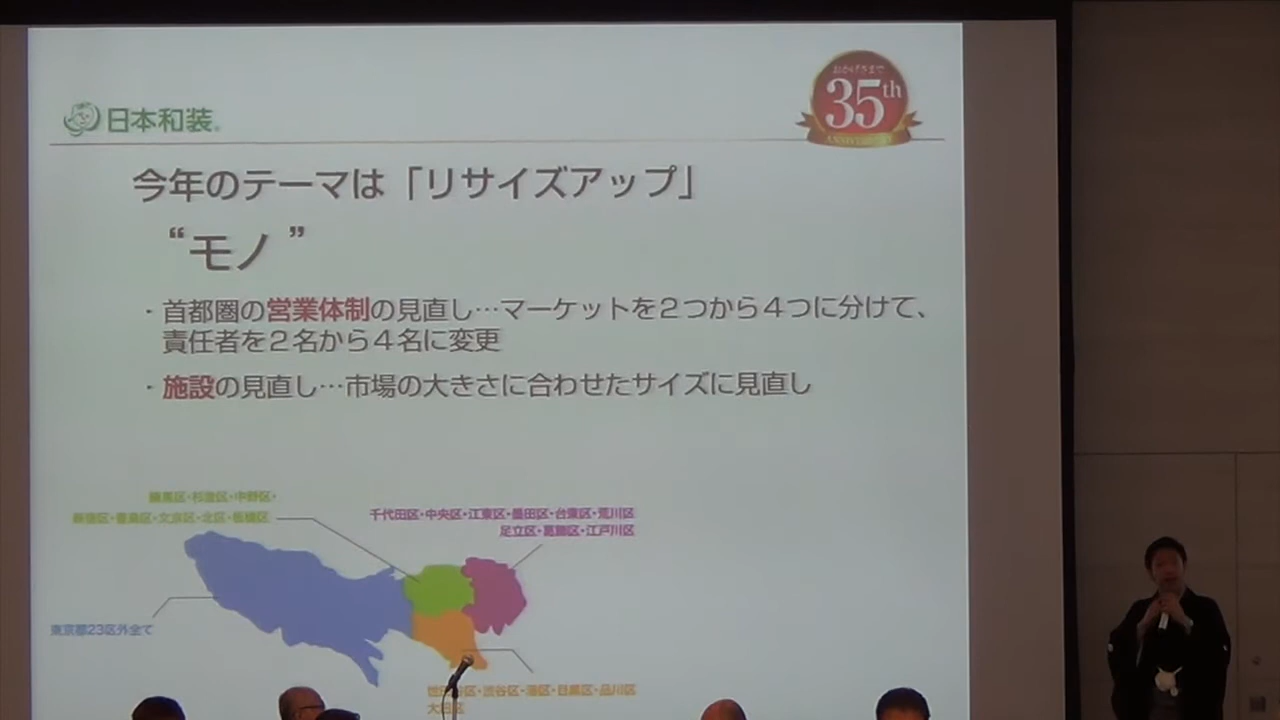 日本和装
おかげさまで
35th
ANNIVERSARY
今年のテーマは「リサイズアップ」
“モノ”
・首都圏の営業体制の見直し…マーケットを２つから４つに分けて、
責任者を２名から４名に変更
・施設の見直し…市場の大きさに合わせたサイズに見直し
練馬区・杉並区・中野区・
新宿区・豊島区・文京区・北区・板橋区
千代田区・中央区・江東区・墨田区・台東区・荒川区
足立区・葛飾区・江戸川区
東京都23区外全て
世田谷区・渋谷区・港区・目黒区・品川区
大田区